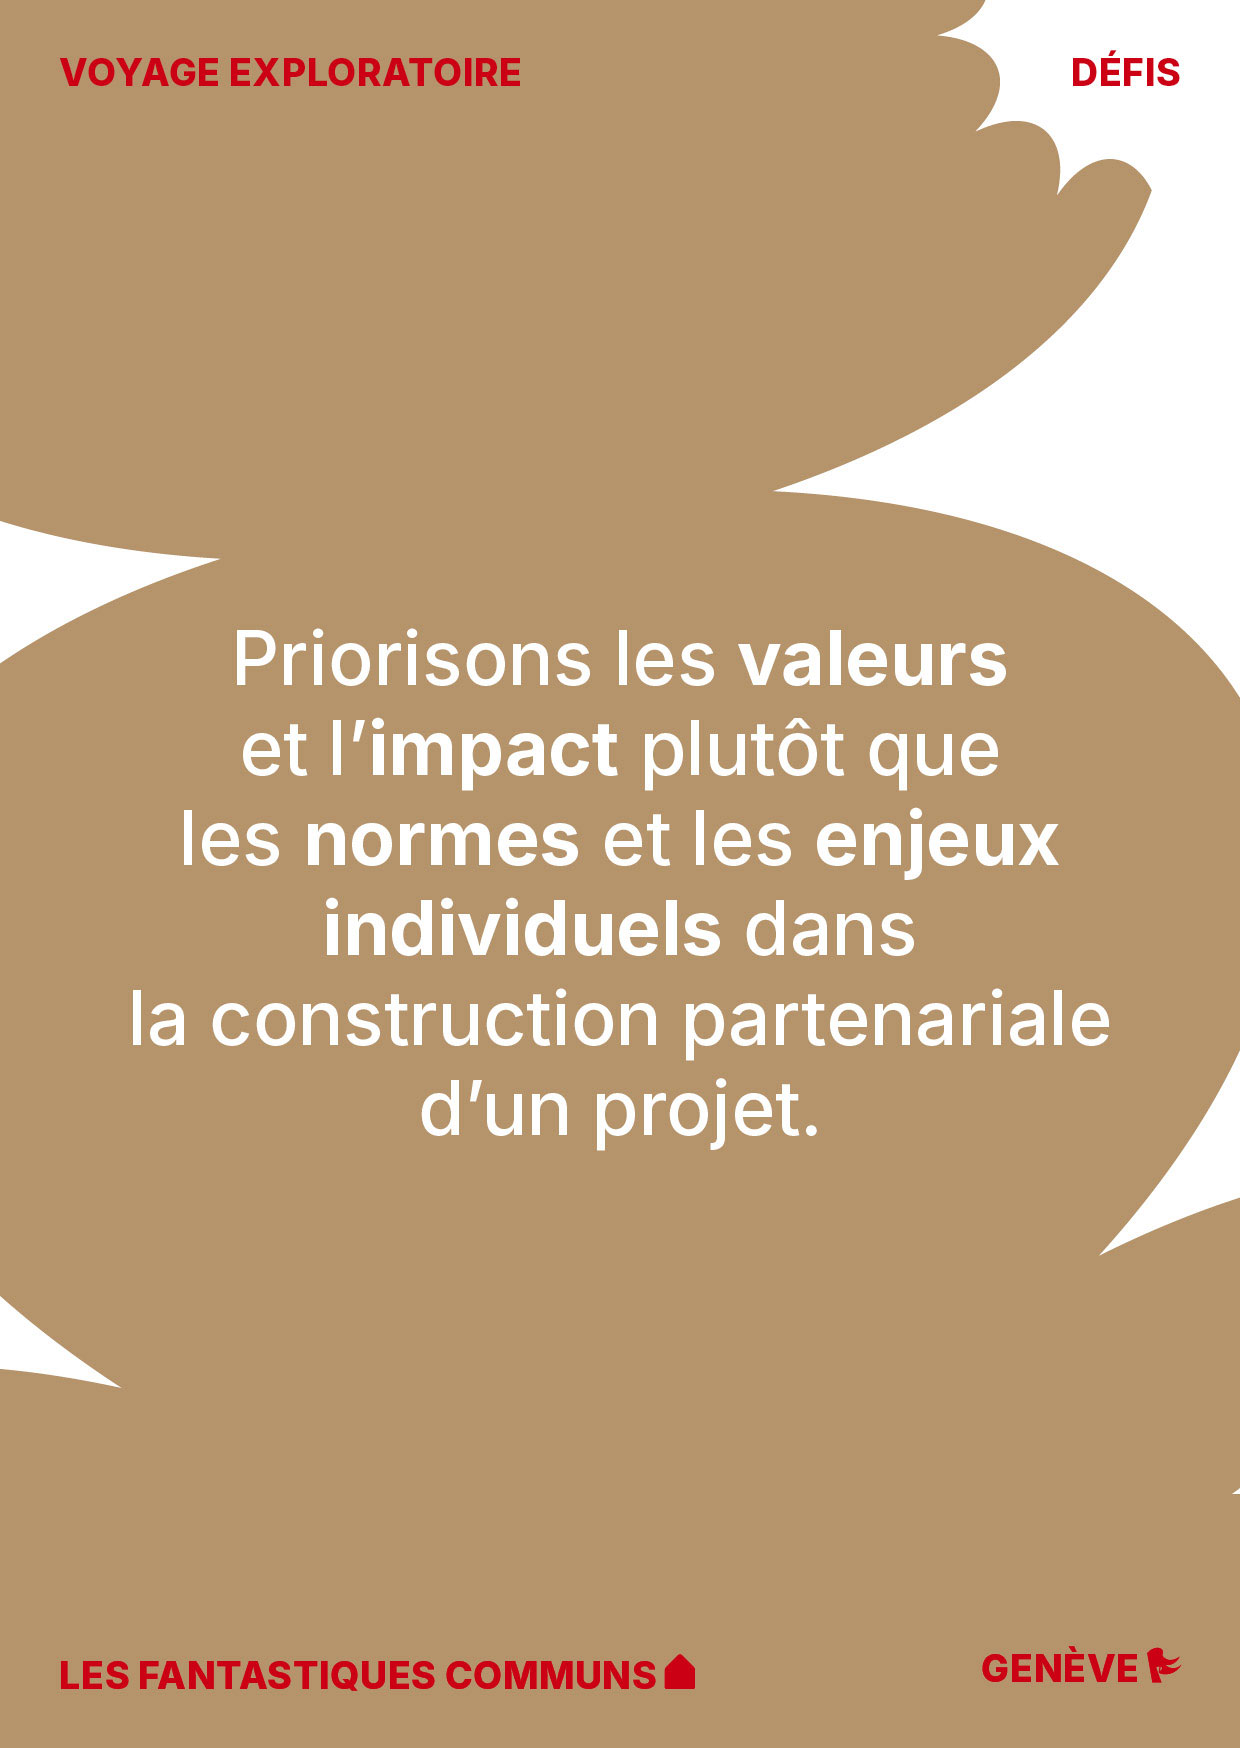 VOYAGE EXPLORATOIRE
DÉFIS
Priorisons les valeurs
et l’impact plutôt que
les normes et les enjeux
individuels dans
la construction partenariale
d’un projet.
LES FANTASTIQUES COMMUNS
GENÈVE